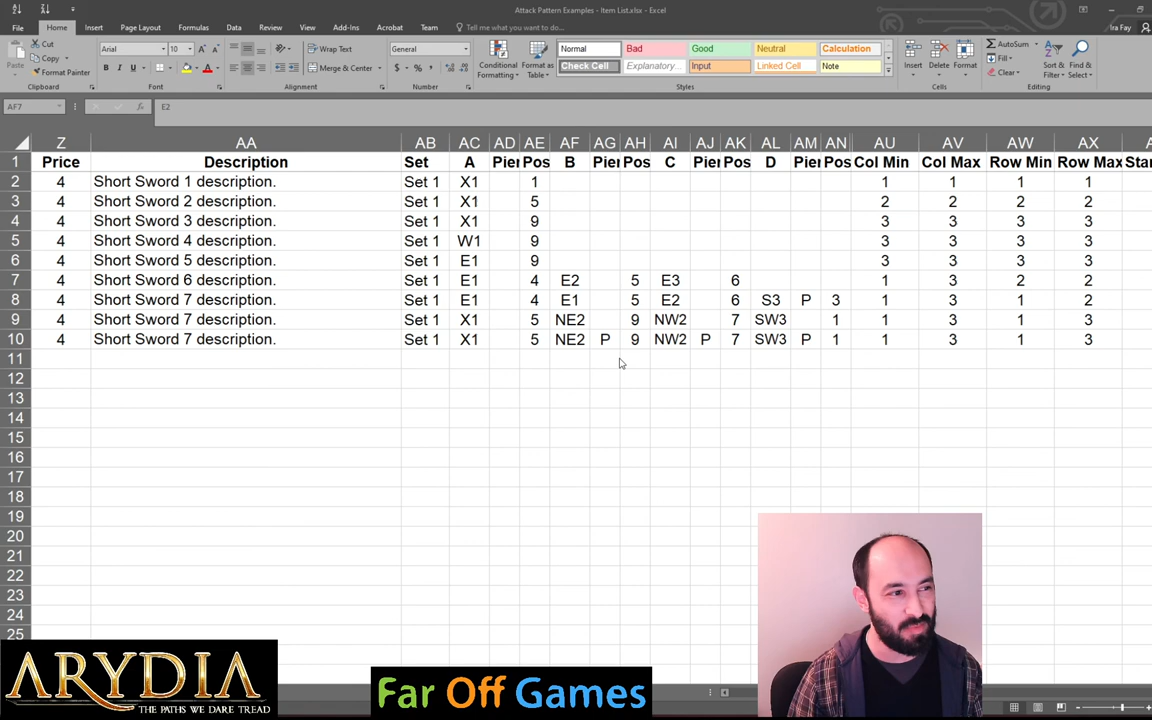 Attack Pattern Examples - Item List.xlsx - Excel
File Home Insert Page Layout Formulas Data Review View Add-Ins Acrobat Team Tell me what you want to do... Ira Fay
Paste Cut Copy Format Painter Clipboard
Arial 10 B I U Font
Wrap Text Merge & Center Alignment
General $ % , Number
Conditional Formatting Format as Table
Normal Bad Good Neutral Calculation
Check Cell Explanatory... Input Linked Cell Note
Styles
Insert Delete Format Cells
AutoSum Fill Clear Sort & Filter Find & Select Editing
AF7 E2
Z AA AB AC AD AE AF AG AH AI AJ AK AL AM AN AU AV AW AX
1 Price Description Set A Pier Pos B Pier Pos C Pier Pos D Pier Pos Col Min Col Max Row Min Row Max Star
2 4 Short Sword 1 description. Set 1 X1 1 1 1 1 1
3 4 Short Sword 2 description. Set 1 X1 5 2 2 2 2
4 4 Short Sword 3 description. Set 1 X1 9 3 3 3 3
5 4 Short Sword 4 description. Set 1 W1 9 3 3 3 3
6 4 Short Sword 5 description. Set 1 E1 9 3 3 3 3
7 4 Short Sword 6 description. Set 1 E1 4 E2 5 E3 6 1 3 2 2
8 4 Short Sword 7 description. Set 1 E1 4 E1 5 E2 6 S3 P 3 1 3 1 2
9 4 Short Sword 7 description. Set 1 X1 5 NE2 9 NW2 7 SW3 1 1 3 1 3
10 4 Short Sword 7 description. Set 1 X1 5 NE2 P 9 NW2 P 7 SW3 P 1 1 3 1 3
11
12
13
14
15
16
17
18
19
20
21
22
23
24
25
ARYDIA
THE PATHS WE DARE TREAD
Far Off Games